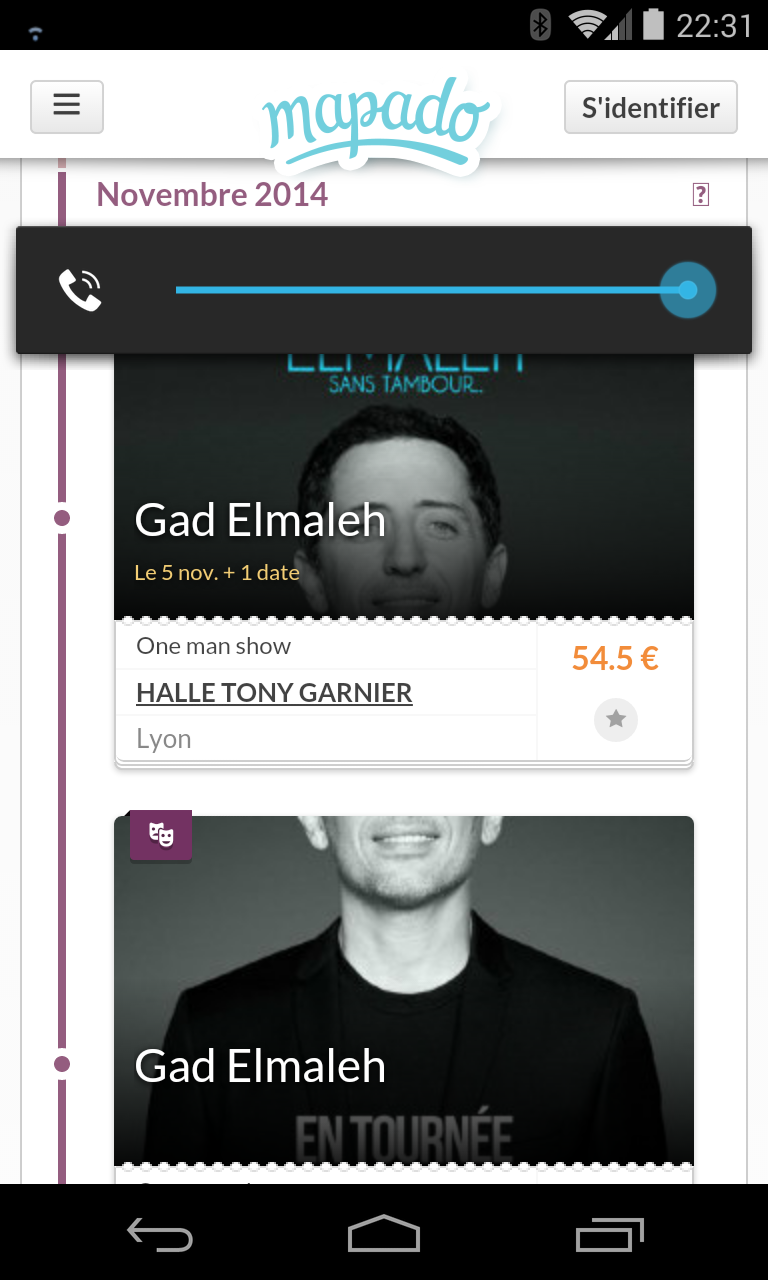 22:31
mapado
S'identifier
Novembre 2014
?
ELMALEH
SANS TAMBOUR...
Gad Elmaleh
Le 5 nov. + 1 date
One man show
54.5 €
HALLE TONY GARNIER
Lyon
Gad Elmaleh
EN TOURNÉE